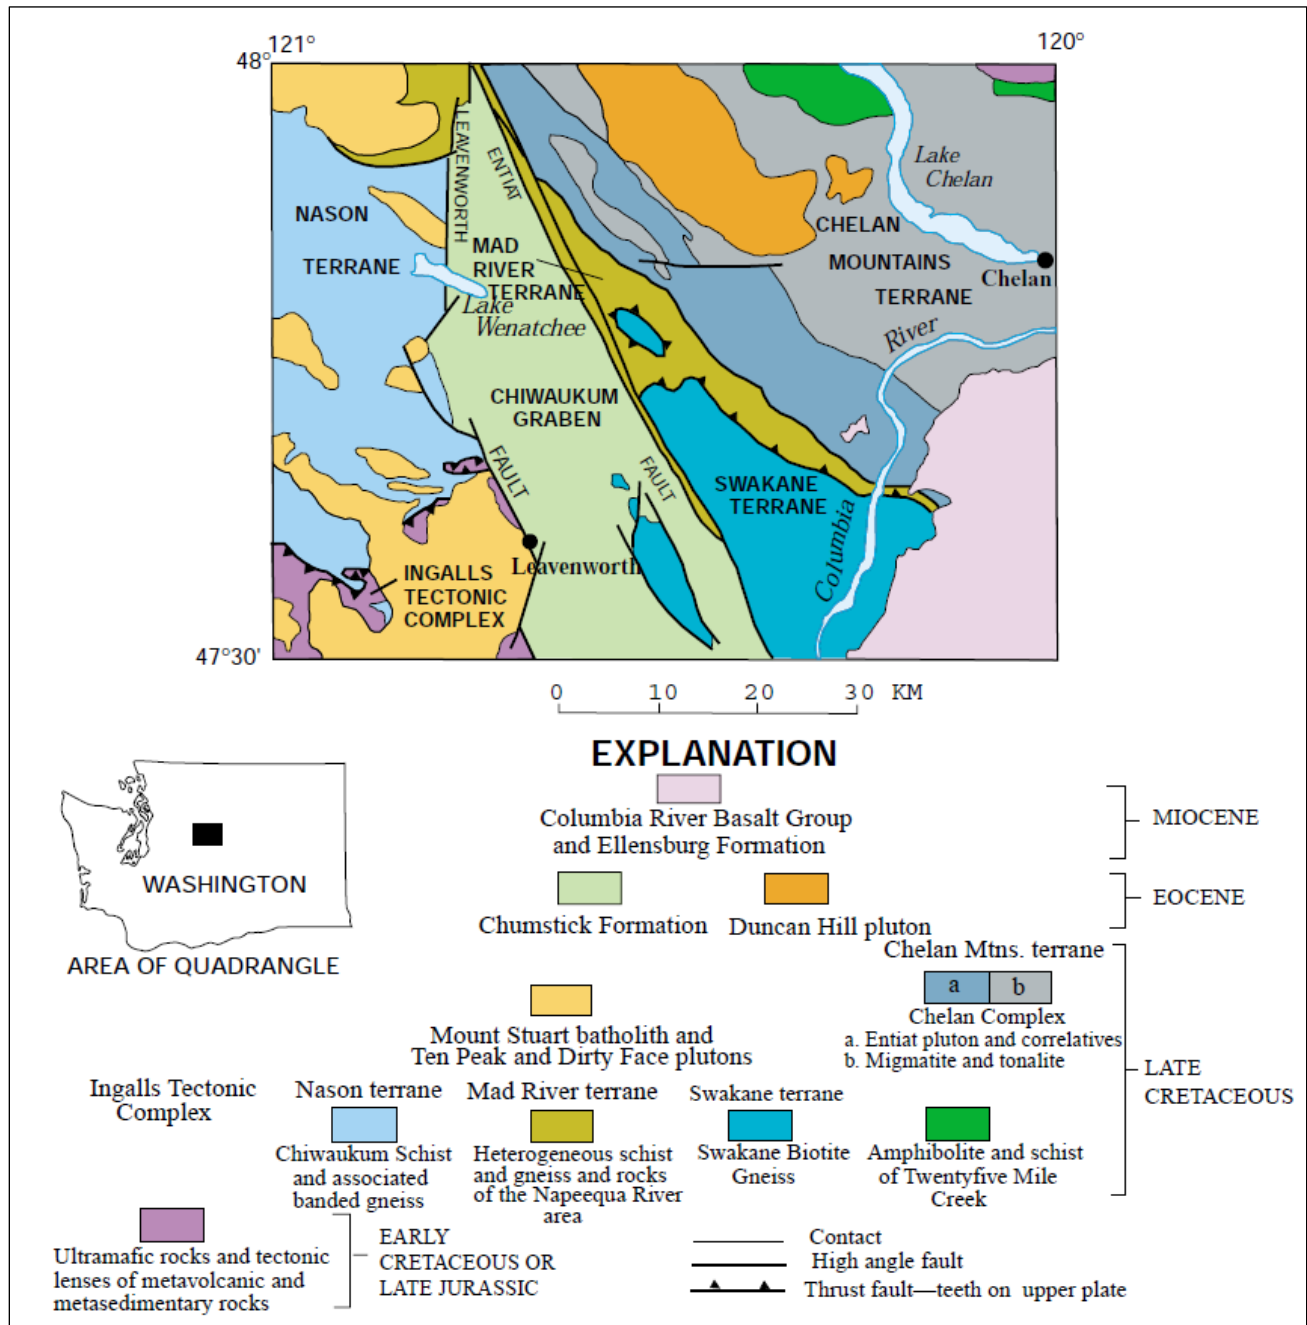 121°
120°
48°
LEAVENWORTH
ENTIAT
Lake
Chelan
NASON
CHELAN
MAD
RIVER
TERRANE
TERRANE
MOUNTAINS
Chelan
TERRANE
Lake
Wenatchee
River
CHIWAUKUM
GRABEN
FAULT
FAULT
SWAKANE
TERRANE
Columbia
Leavenworth
INGALLS
TECTONIC
COMPLEX
47°30'
0 10 20 30 KM
EXPLANATION
Columbia River Basalt Group
and Ellensburg Formation
MIOCENE
WASHINGTON
AREA OF QUADRANGLE
Chumstick Formation
Duncan Hill pluton
EOCENE
Chelan Mtns. terrane
a b
Chelan Complex
a. Entiat pluton and correlatives
b. Migmatite and tonalite
Mount Stuart batholith and
Ten Peak and Dirty Face plutons
LATE
CRETACEOUS
Ingalls Tectonic
Complex
Nason terrane
Chiwaukum Schist
and associated
banded gneiss
Mad River terrane
Heterogeneous schist
and gneiss and rocks
of the Napeequa River
area
Swakane terrane
Swakane Biotite
Gneiss
Amphibolite and schist
of Twentyfive Mile
Creek
Ultramafic rocks and tectonic
lenses of metavolcanic and
metasedimentary rocks
EARLY
CRETACEOUS OR
LATE JURASSIC
Contact
High angle fault
Thrust fault—teeth on upper plate